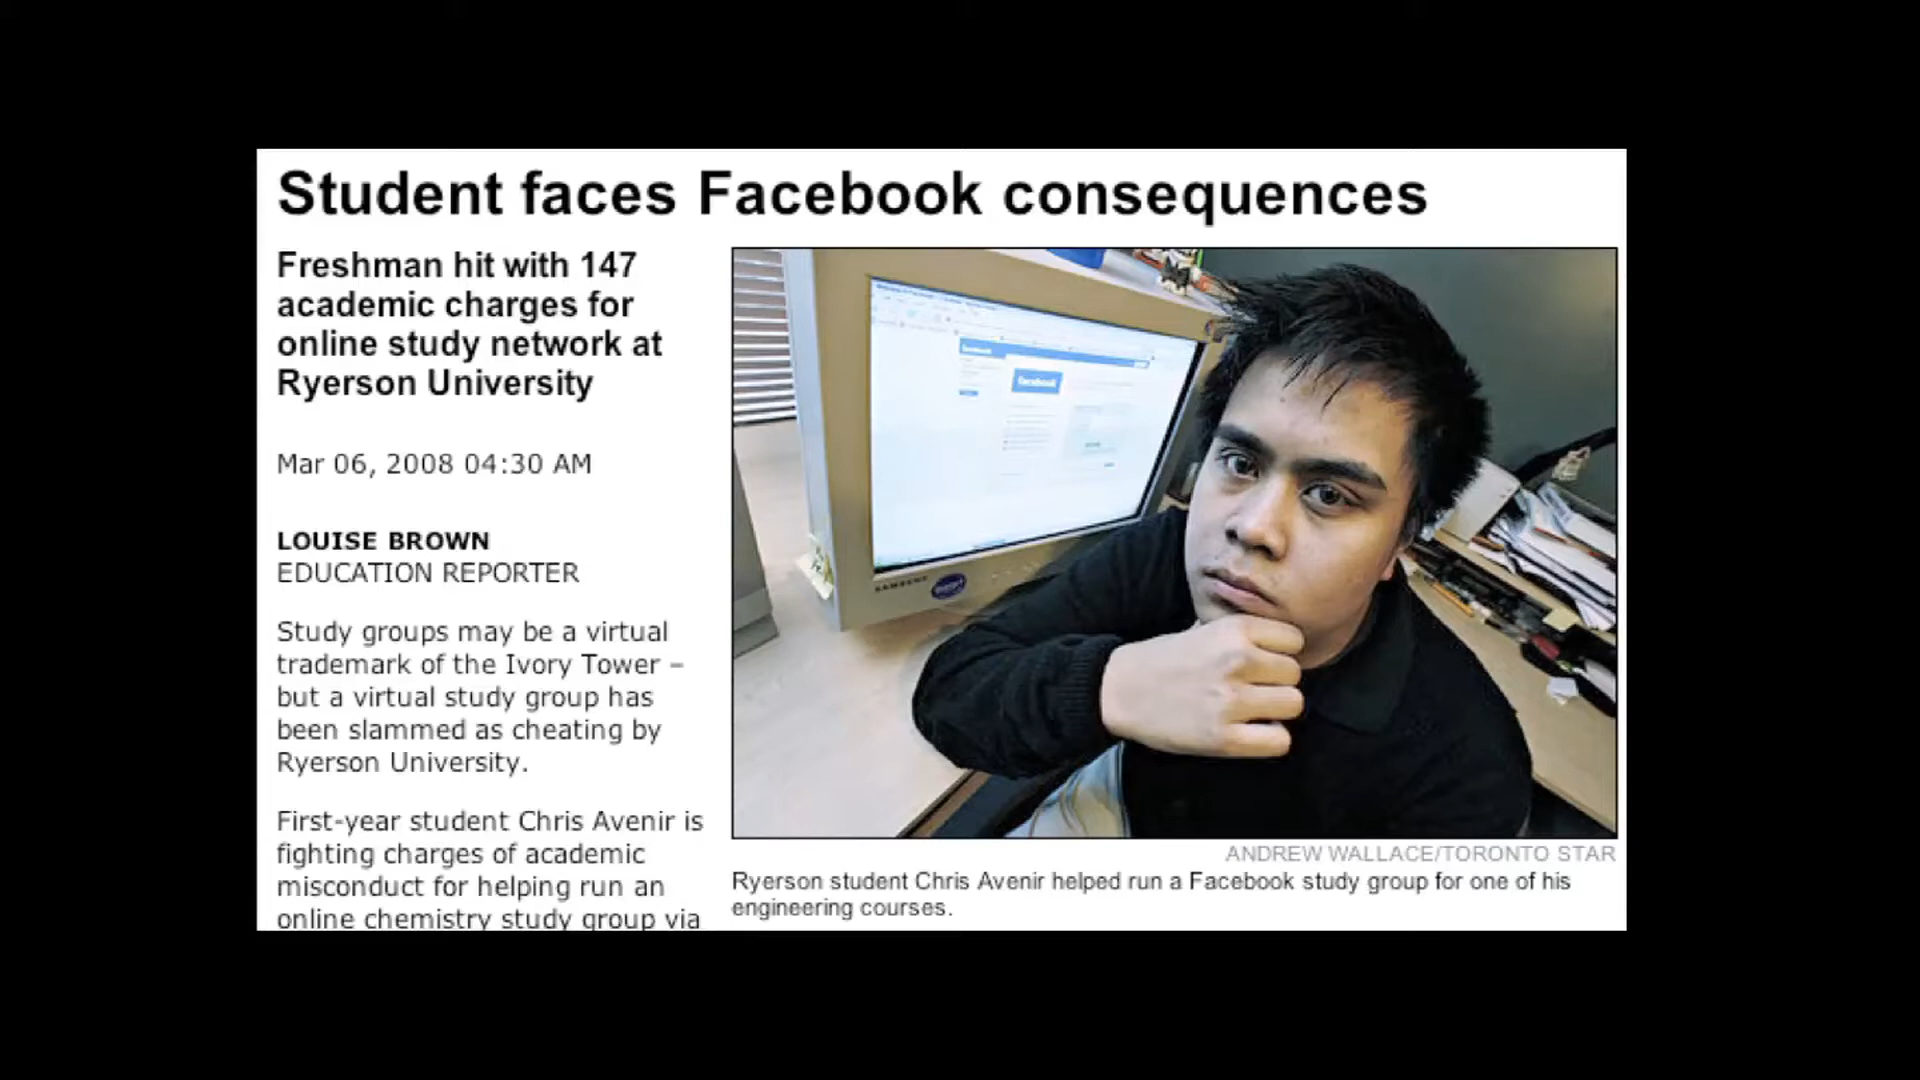 Student faces Facebook consequences
Freshman hit with 147
academic charges for
online study network at
Ryerson University
Mar 06, 2008 04:30 AM
LOUISE BROWN
EDUCATION REPORTER
Study groups may be a virtual
trademark of the Ivory Tower –
but a virtual study group has
been slammed as cheating by
Ryerson University.
First-year student Chris Avenir is
fighting charges of academic
misconduct for helping run an
online chemistry study group via
facebook
facebook
SAMSUNG
ANDREW WALLACE/TORONTO STAR
Ryerson student Chris Avenir helped run a Facebook study group for one of his
engineering courses.